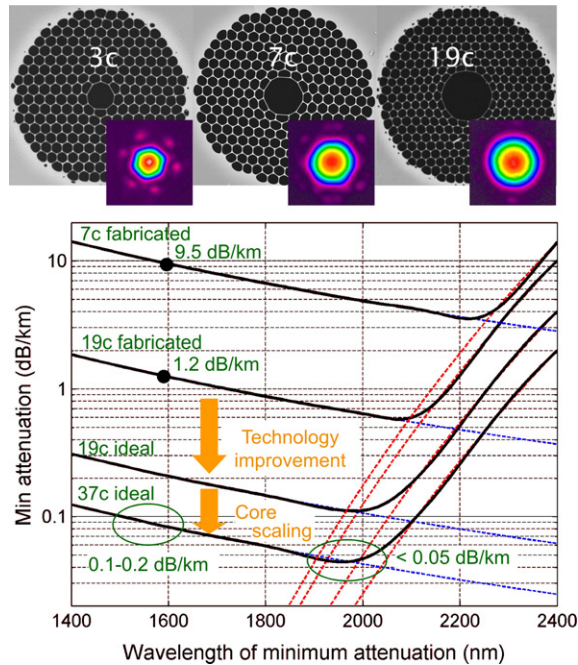 3c
7c
19c
7c fabricated
9.5 dB/km
19c fabricated
1.2 dB/km
Technology
improvement
19c ideal
37c ideal
Core
scaling
0.1-0.2 dB/km
< 0.05 dB/km
10
1
0.1
Min attenuation (dB/km)
1400 1600 1800 2000 2200 2400
Wavelength of minimum attenuation (nm)